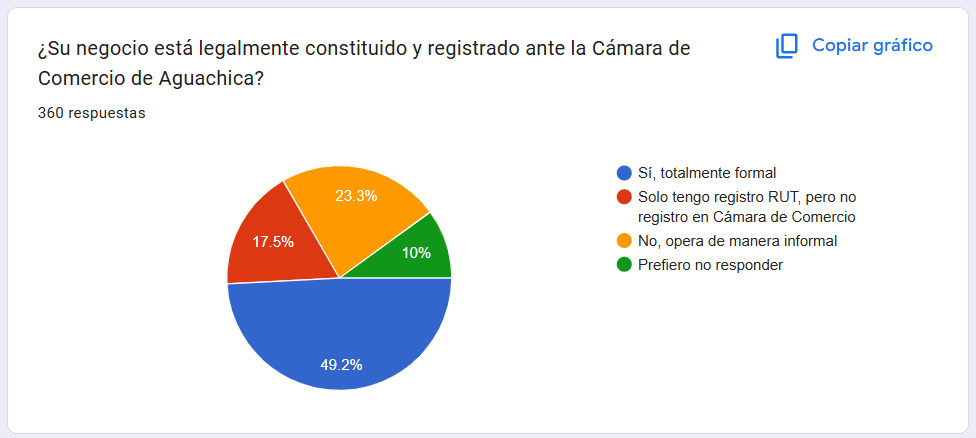 ¿Su negocio está legalmente constituido y registrado ante la Cámara de
Comercio de Aguachica?
Copiar gráfico
360 respuestas
23.3%
17.5%
10%
49.2%
Sí, totalmente formal
Solo tengo registro RUT, pero no
registro en Cámara de Comercio
No, opera de manera informal
Prefiero no responder